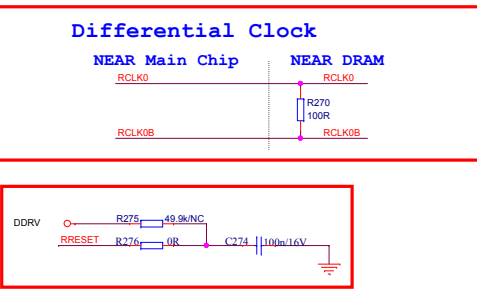 Differential Clock
NEAR Main Chip NEAR DRAM
RCLK0 RCLK0
R270
100R
RCLK0B RCLK0B
DDRV R275 49.9k/NC
RRESET R276 0R C274 100n/16V